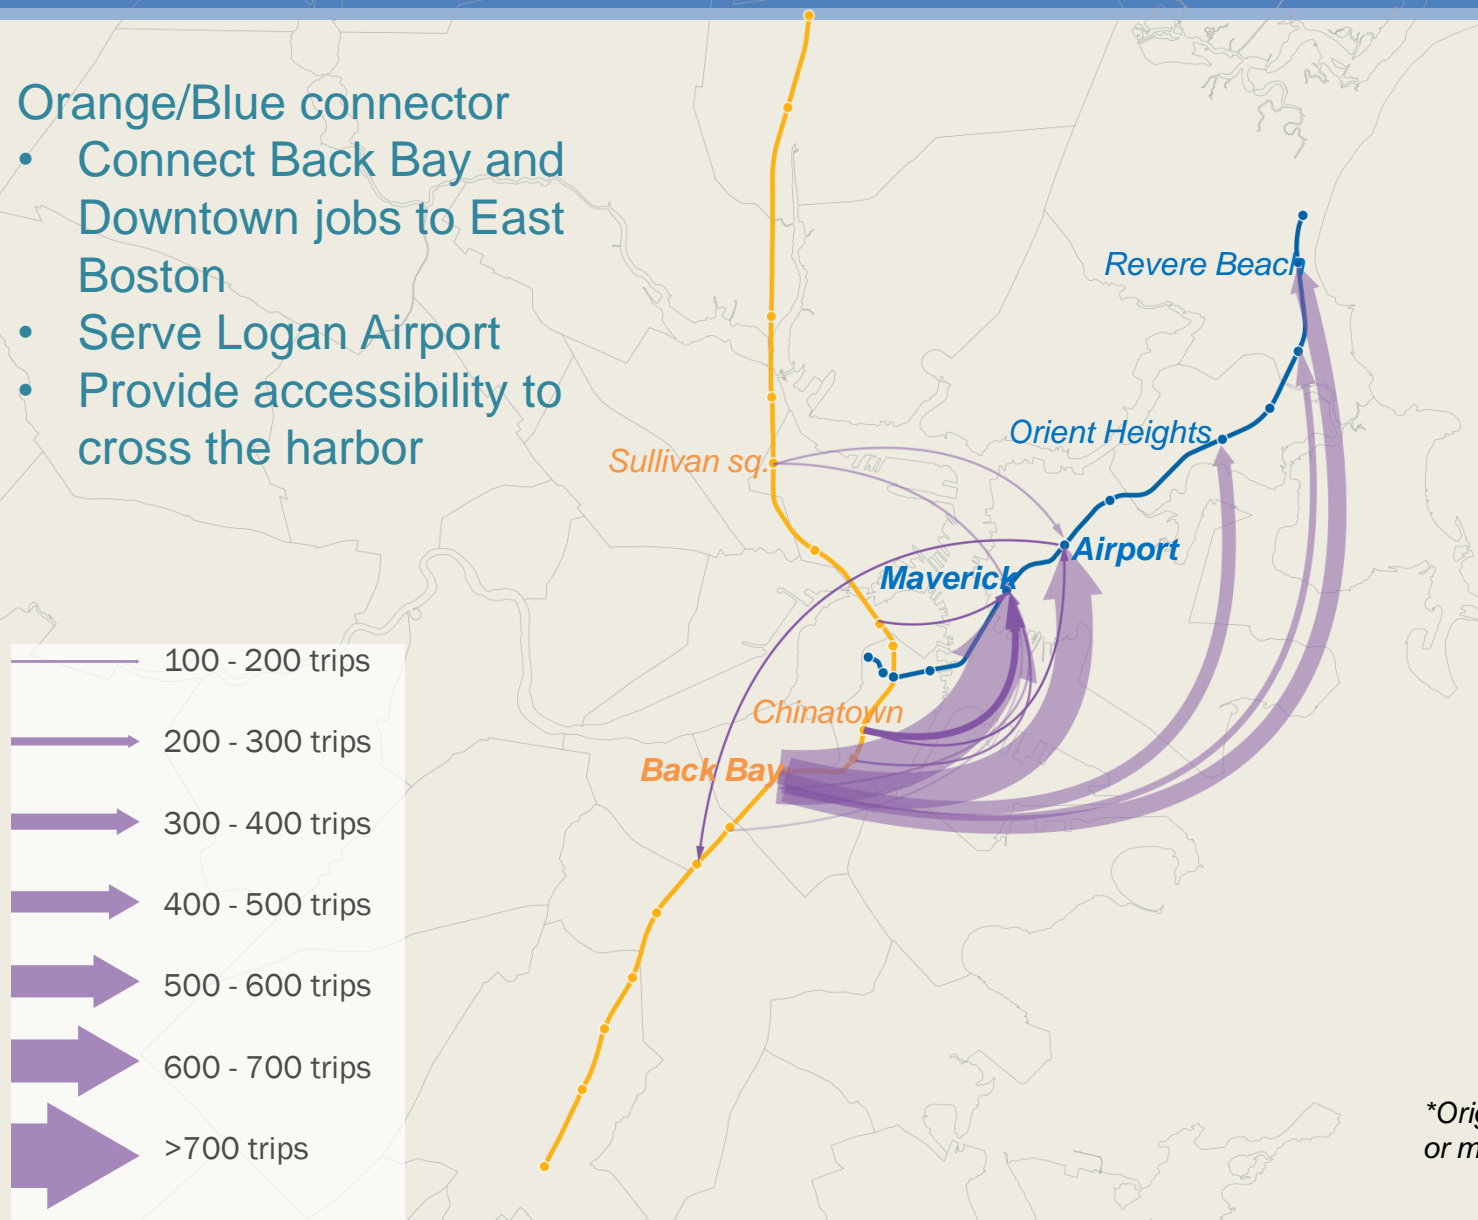 Orange/Blue connector
• Connect Back Bay and
Downtown jobs to East
Boston
• Serve Logan Airport
• Provide accessibility to
cross the harbor
Revere Beach
Orient Heights
Sullivan sq.
Airport
Maverick
Chinatown
Back Bay
100 - 200 trips
200 - 300 trips
300 - 400 trips
400 - 500 trips
500 - 600 trips
600 - 700 trips
>700 trips
*Orig
or m